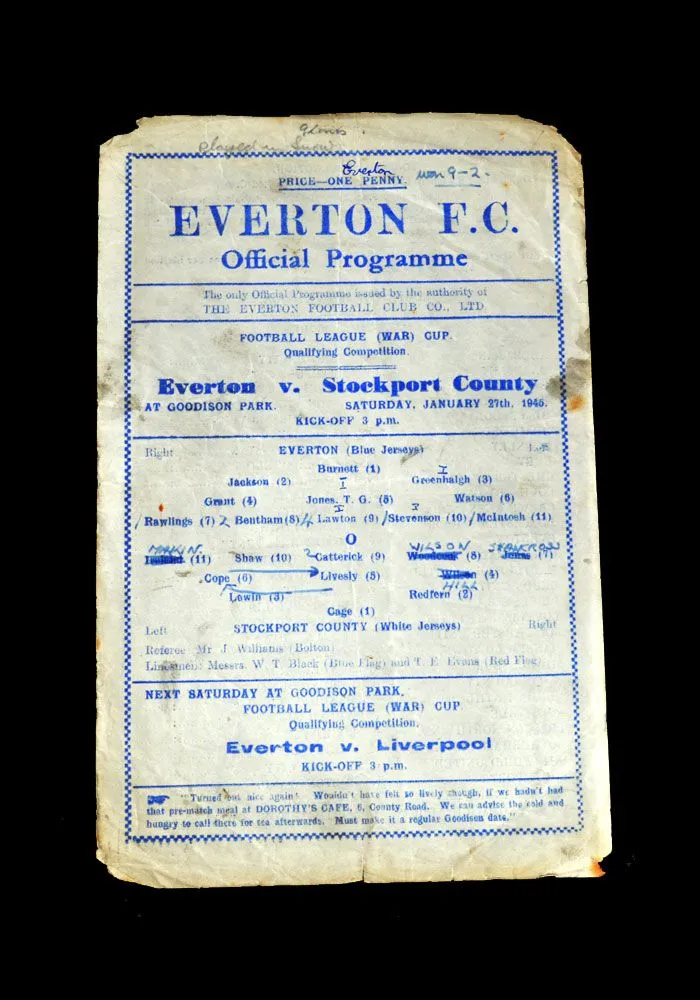 played in Snow
Everton won 9-2.
PRICE—ONE PENNY.
EVERTON F.C.
Official Programme
The only Official Programme issued by the authority of
THE EVERTON FOOTBALL CLUB CO., LTD
FOOTBALL LEAGUE (WAR) CUP.
Qualifying Competition.
Everton v. Stockport County
AT GOODISON PARK. SATURDAY, JANUARY 27th, 1945.
KICK-OFF 3 p.m.
Right EVERTON (Blue Jerseys) Left
Burnett (1)
Jackson (2) Greenhalgh (3)
I I
Grant (4) Jones, T. G. (5) Watson (6)
I V
/ Rawlings (7) 2 Bentham (8) 4 Lawton (9) / Stevenson (10) / McIntosh (11)
O
MAKIN. WILSON SHAWCROSS
(11) Shaw (10) 2 Catterick (9) Woodcock (8) Jones (7)
Cope (6) Livesly (5) Wilson (4)
HILL
Lewin (3) Redfern (2)
Cage (1)
Left STOCKPORT COUNTY (White Jerseys) Right
Referee Mr J Williams (Bolton)
Linesmen: Messrs. W. T. Black (Blue Flag) and T. E. Evans (Red Flag)
NEXT SATURDAY AT GOODISON PARK,
FOOTBALL LEAGUE (WAR) CUP
Qualifying Competition,
Everton v. Liverpool
KICK-OFF 3 p.m.
"Turned out nice again! Wouldn't have felt so lively though, if we hadn't had
that pre-match meal at DOROTHY'S CAFE, 6, County Road. We can advise the cold and
hungry to call there for tea afterwards. Must make it a regular Goodison date."